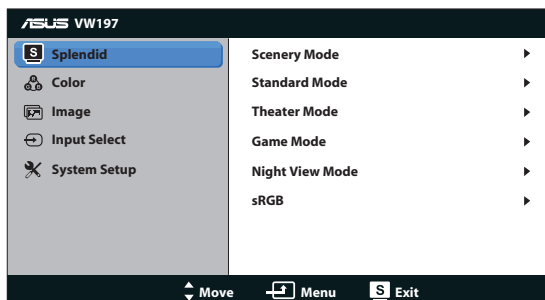 ASUS VW197
S Splendid
Color
Image
Input Select
System Setup
Scenery Mode
Standard Mode
Theater Mode
Game Mode
Night View Mode
sRGB
Move Menu S Exit